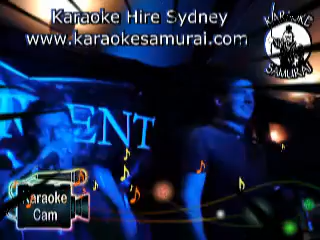 Karaoke Hire Sydney
www.karaokesamurai.com
KARAOKE
SAMURAI
ENT
Karaoke
Cam